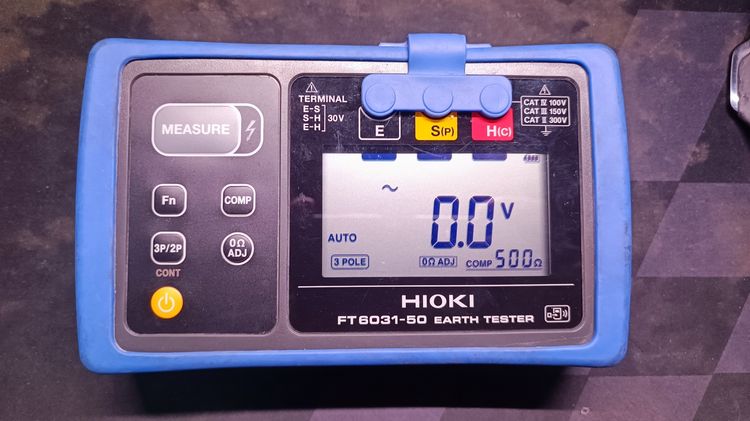 MEASURE
Fn
COMP
3P/2P
0Ω
ADJ
CONT
TERMINAL
E-S
S-H 30V
E-H
E
S(P)
H(C)
CAT Ⅳ 100V
CAT Ⅲ 150V
CAT Ⅱ 300V
~
0.0 V
AUTO
3 POLE
0Ω ADJ
COMP 500Ω
HIOKI
FT6031-50 EARTH TESTER